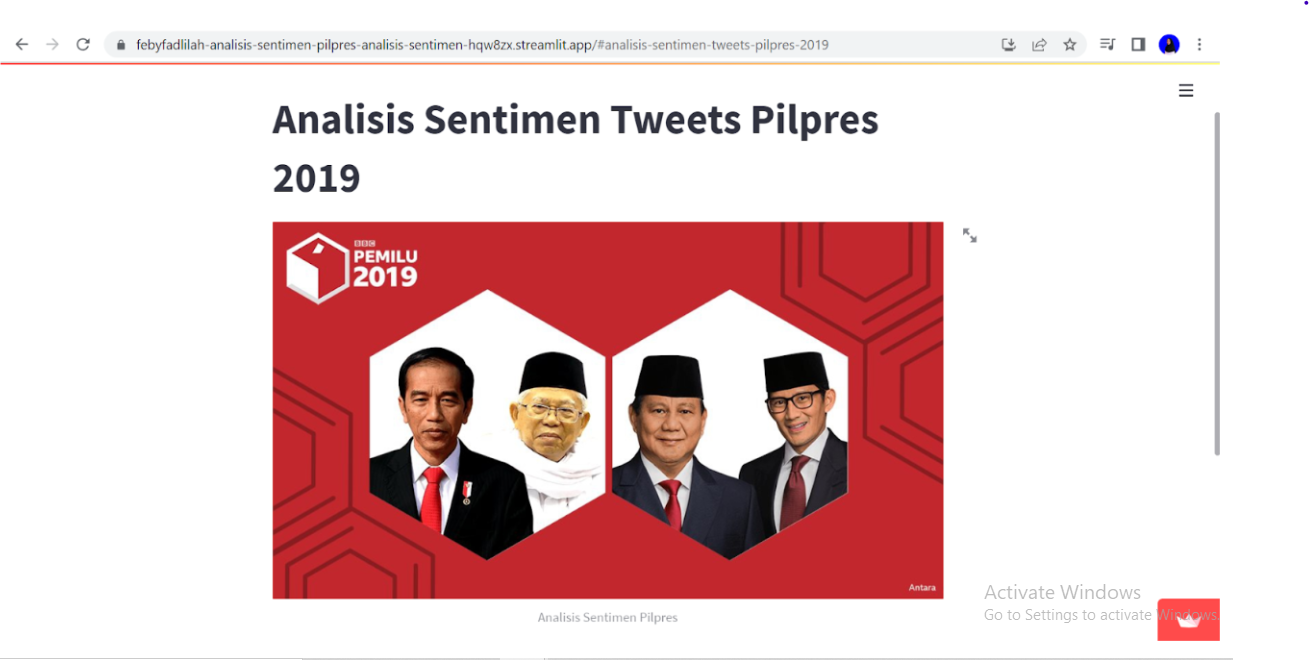 febyfadlilah-analisis-sentimen-pilpres-analisis-sentimen-hqw8zx.streamlit.app/#analisis-sentimen-tweets-pilpres-2019
Analisis Sentimen Tweets Pilpres
2019
BBC
PEMILU
2019
Antara
Analisis Sentimen Pilpres
Activate Windows
Go to Settings to activate Windows.